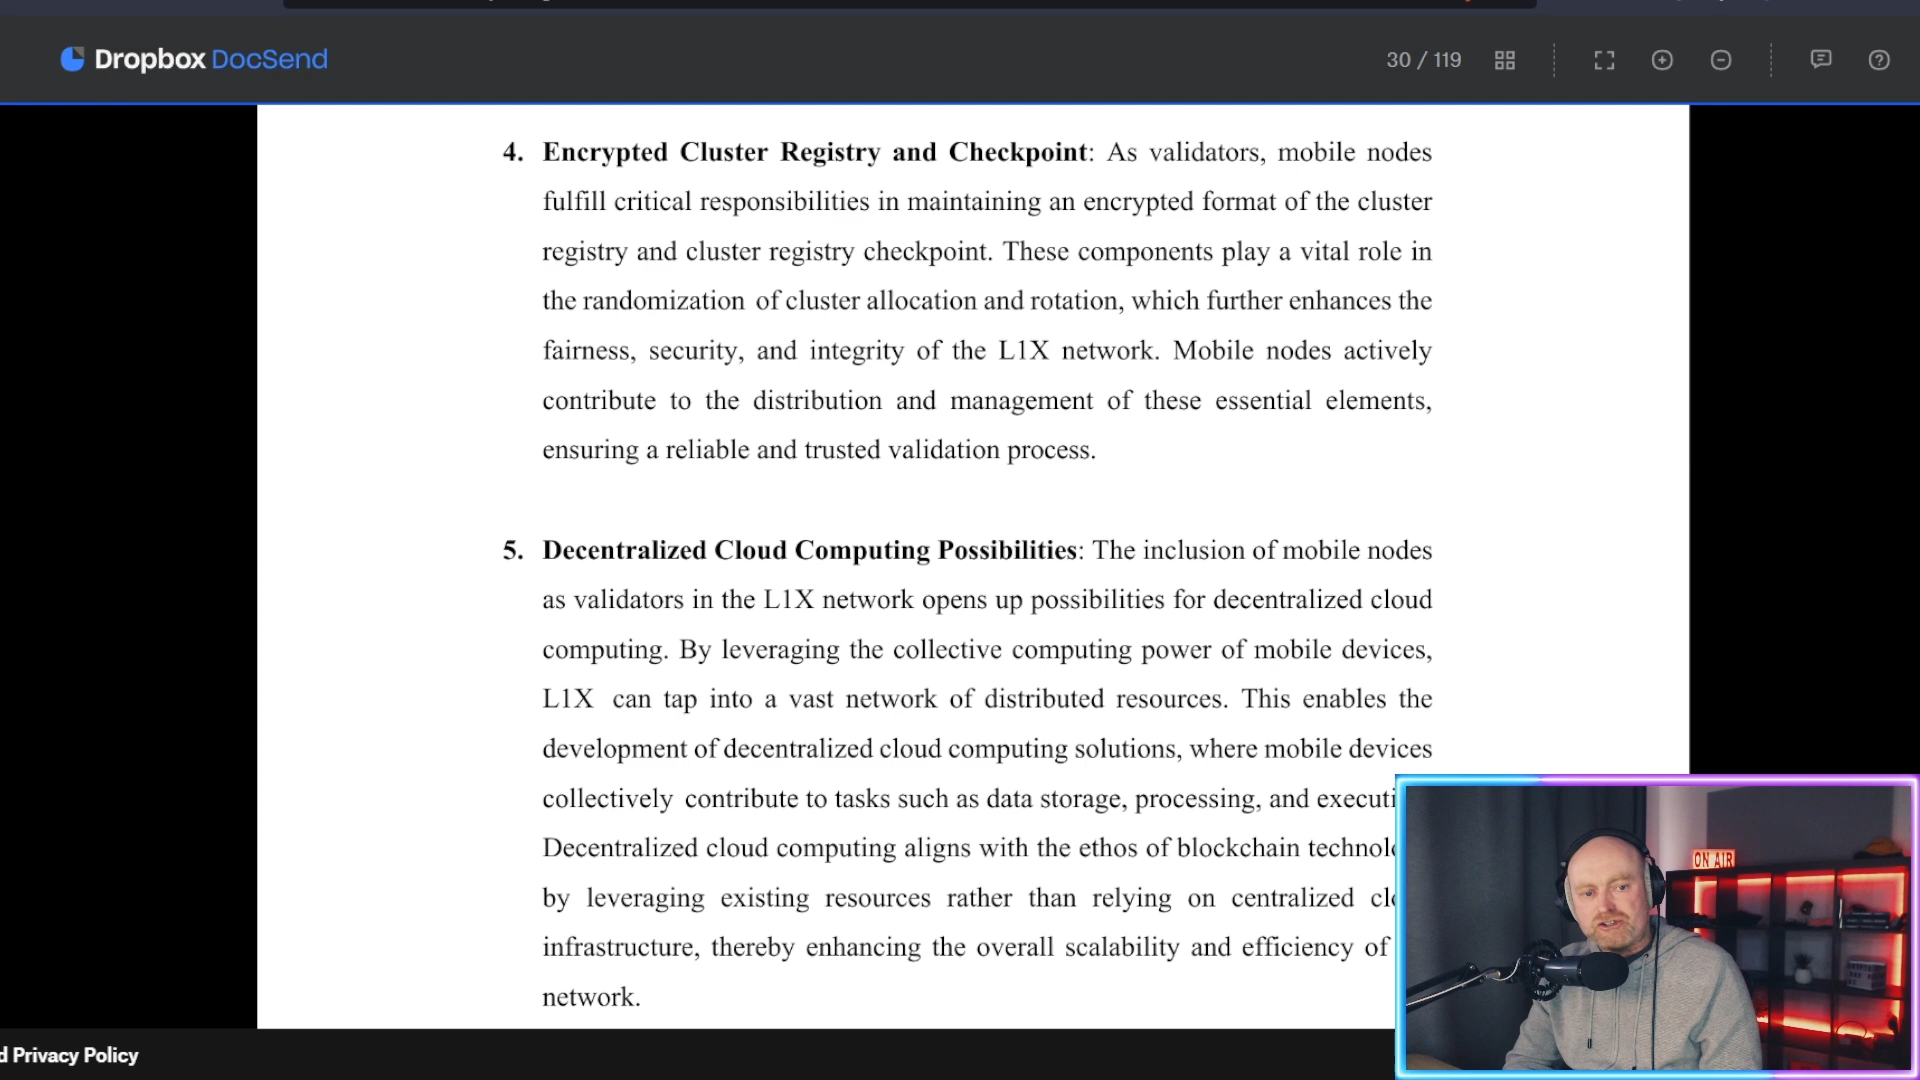 Dropbox DocSend
30 / 119
4. Encrypted Cluster Registry and Checkpoint: As validators, mobile nodes
fulfill critical responsibilities in maintaining an encrypted format of the cluster
registry and cluster registry checkpoint. These components play a vital role in
the randomization of cluster allocation and rotation, which further enhances the
fairness, security, and integrity of the L1X network. Mobile nodes actively
contribute to the distribution and management of these essential elements,
ensuring a reliable and trusted validation process.
5. Decentralized Cloud Computing Possibilities: The inclusion of mobile nodes
as validators in the L1X network opens up possibilities for decentralized cloud
computing. By leveraging the collective computing power of mobile devices,
L1X can tap into a vast network of distributed resources. This enables the
development of decentralized cloud computing solutions, where mobile devices
collectively contribute to tasks such as data storage, processing, and executi
Decentralized cloud computing aligns with the ethos of blockchain technol
by leveraging existing resources rather than relying on centralized cl
infrastructure, thereby enhancing the overall scalability and efficiency of
network.
ON AIR
d Privacy Policy